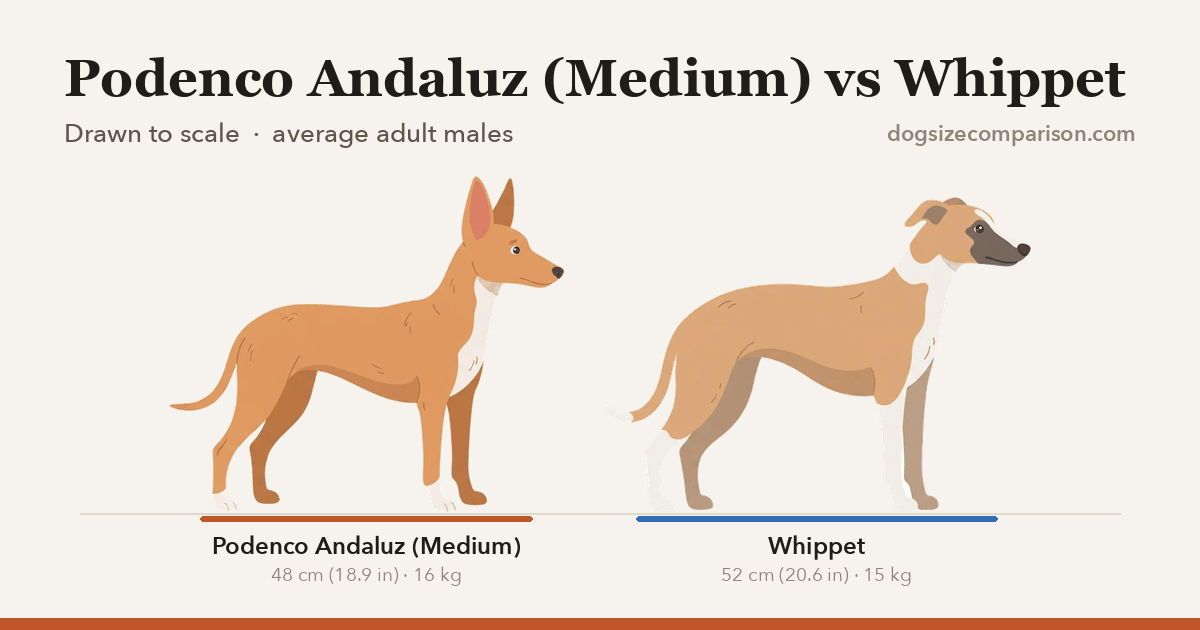 Podenco Andaluz (Medium) vs Whippet
Drawn to scale · average adult males
dogsizecomparison.com
Podenco Andaluz (Medium)
48 cm (18.9 in) · 16 kg
Whippet
52 cm (20.6 in) · 15 kg